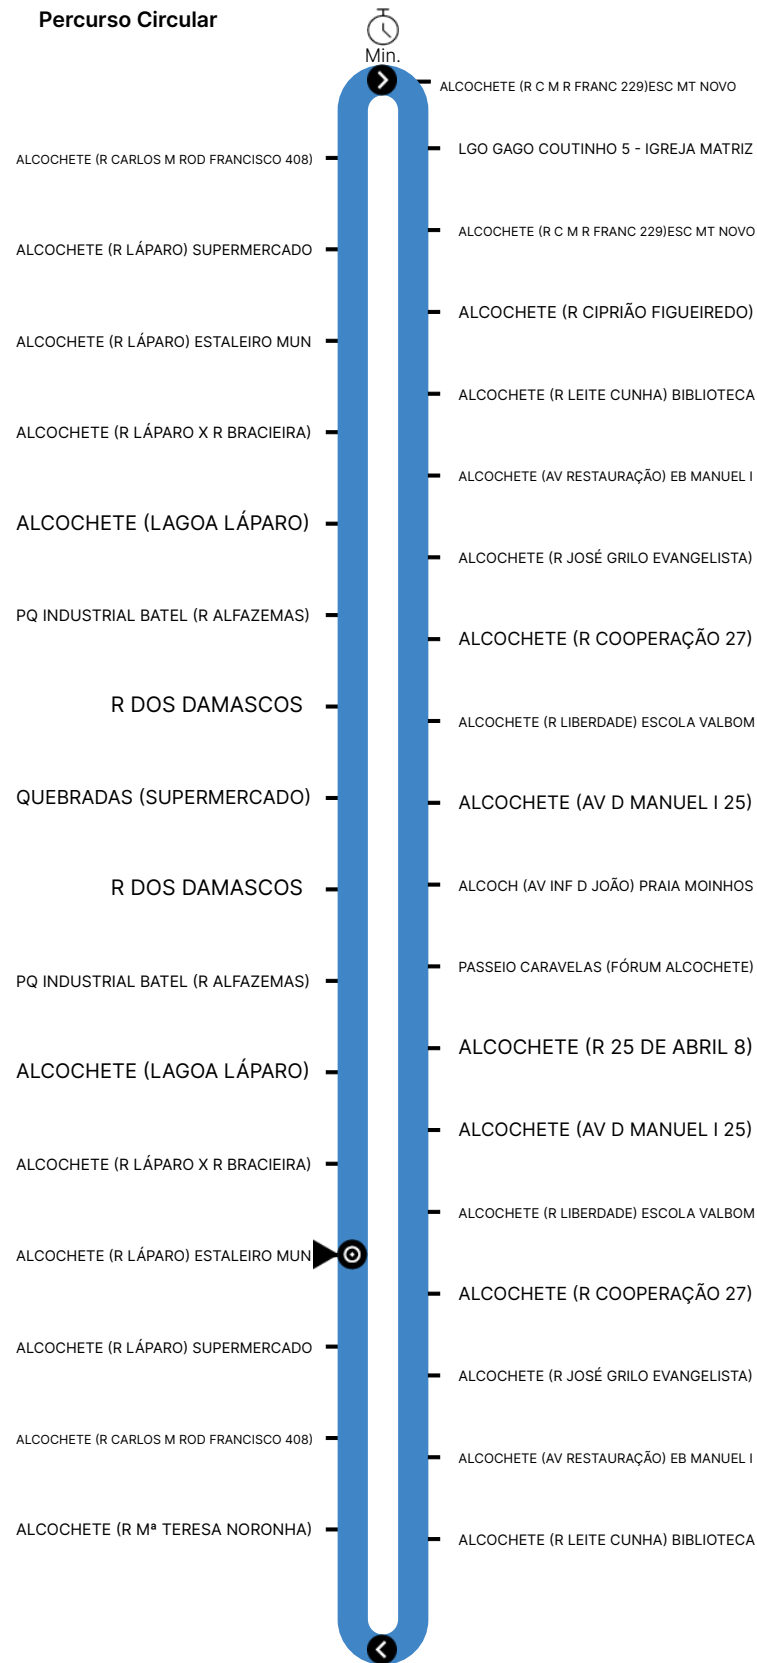 Percurso Circular
Min.
ALCOCHETE (R C M R FRANC 229)ESC MT NOVO
LGO GAGO COUTINHO 5 - IGREJA MATRIZ
ALCOCHETE (R C M R FRANC 229)ESC MT NOVO
ALCOCHETE (R CIPRIÃO FIGUEIREDO)
ALCOCHETE (R LEITE CUNHA) BIBLIOTECA
ALCOCHETE (AV RESTAURAÇÃO) EB MANUEL I
ALCOCHETE (R JOSÉ GRILO EVANGELISTA)
ALCOCHETE (R COOPERAÇÃO 27)
ALCOCHETE (R LIBERDADE) ESCOLA VALBOM
ALCOCHETE (AV D MANUEL I 25)
ALCOCH (AV INF D JOÃO) PRAIA MOINHOS
PASSEIO CARAVELAS (FÓRUM ALCOCHETE)
ALCOCHETE (R 25 DE ABRIL 8)
ALCOCHETE (AV D MANUEL I 25)
ALCOCHETE (R LIBERDADE) ESCOLA VALBOM
ALCOCHETE (R COOPERAÇÃO 27)
ALCOCHETE (R JOSÉ GRILO EVANGELISTA)
ALCOCHETE (AV RESTAURAÇÃO) EB MANUEL I
ALCOCHETE (R LEITE CUNHA) BIBLIOTECA
ALCOCHETE (R CARLOS M ROD FRANCISCO 408)
ALCOCHETE (R LÁPARO) SUPERMERCADO
ALCOCHETE (R LÁPARO) ESTALEIRO MUN
ALCOCHETE (R LÁPARO X R BRACIEIRA)
ALCOCHETE (LAGOA LÁPARO)
PQ INDUSTRIAL BATEL (R ALFAZEMAS)
R DOS DAMASCOS
QUEBRADAS (SUPERMERCADO)
R DOS DAMASCOS
PQ INDUSTRIAL BATEL (R ALFAZEMAS)
ALCOCHETE (LAGOA LÁPARO)
ALCOCHETE (R LÁPARO X R BRACIEIRA)
ALCOCHETE (R LÁPARO) ESTALEIRO MUN
ALCOCHETE (R LÁPARO) SUPERMERCADO
ALCOCHETE (R CARLOS M ROD FRANCISCO 408)
ALCOCHETE (R Mª TERESA NORONHA)